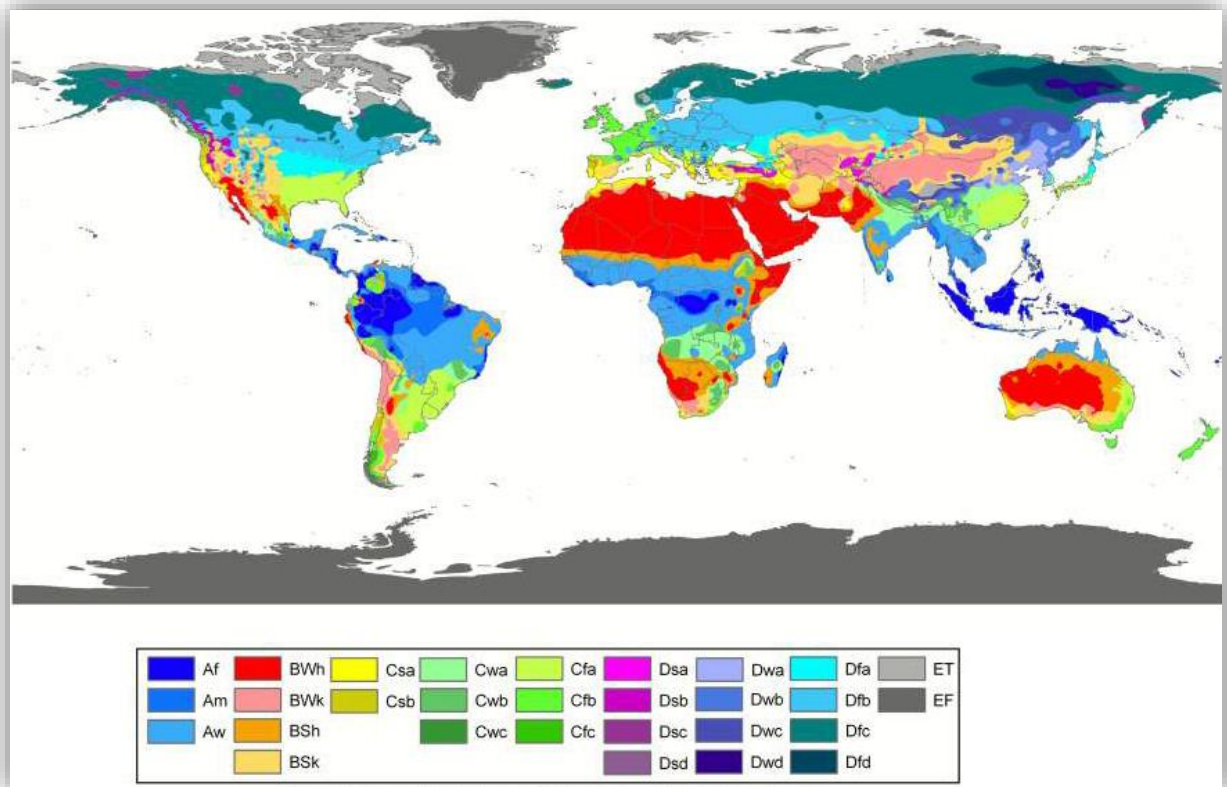 Af BWh Csa Cwa Cfa Dsa Dwa Dfa ET
Am BWk Csb Cwb Cfb Dsb Dwb Dfb EF
Aw BSh Cwc Cfc Dsc Dwc Dfc
BSk Dsd Dwd Dfd